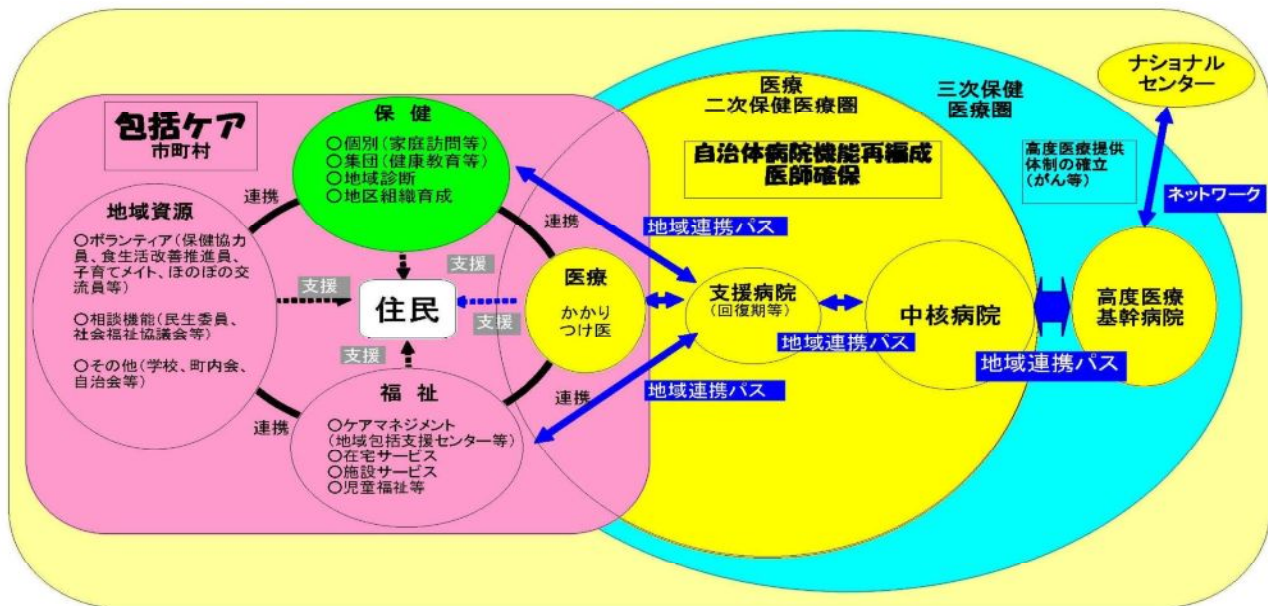 包括ケア
市町村
保健
○個別(家庭訪問等)
○集団(健康教育等)
○地域診断
○地区組織育成
連携
地域資源
○ボランティア(保健協力
員、食生活改善推進員、
子育てメイト、ほのぼの交
流員等)
○相談機能(民生委員、
社会福祉協議会等)
○その他(学校、町内会、
自治会等)
連携
支援
支援
支援
支援
住民
医療
かかり
つけ医
連携
連携
福祉
○ケアマネジメント
(地域包括支援センター等)
○在宅サービス
○施設サービス
○児童福祉等
医療
二次保健医療圏
自治体病院機能再編成
医師確保
地域連携パス
支援病院
(回復期等)
地域連携パス
地域連携パス
中核病院
三次保健
医療圏
高度医療提供
体制の確立
(がん等)
地域連携パス
高度医療
基幹病院
ナショナル
センター
ネットワーク